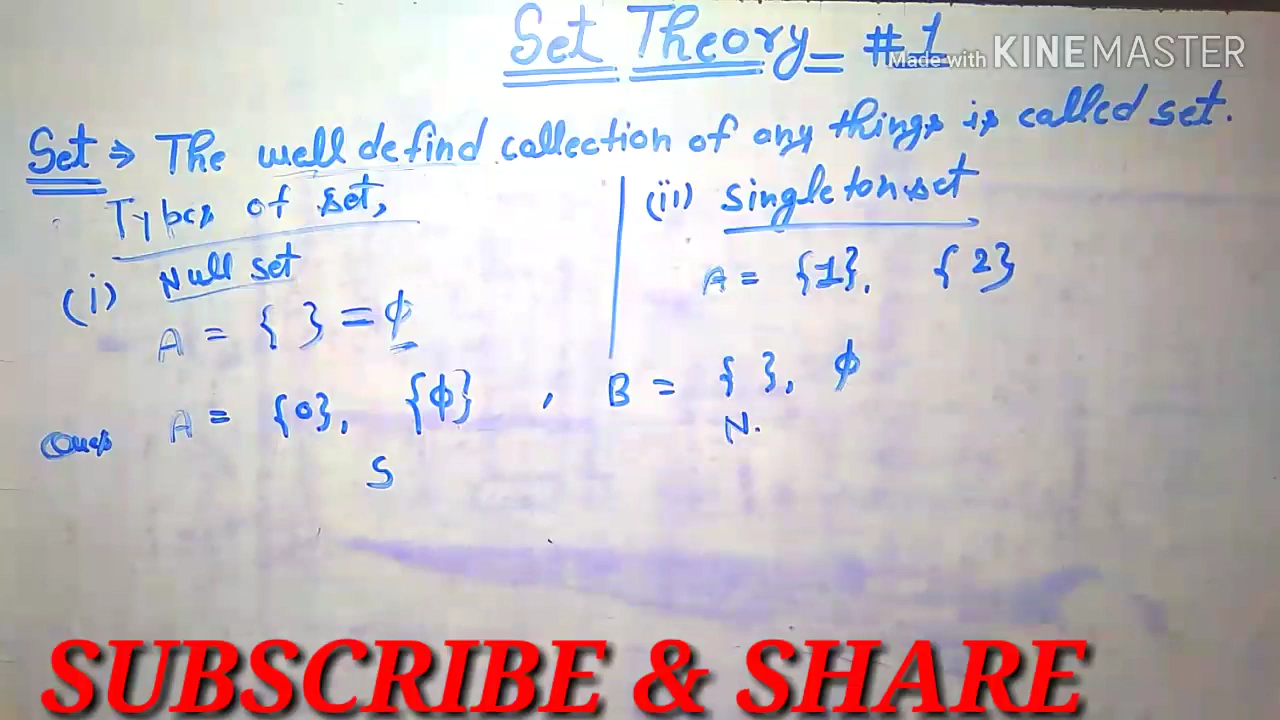 Set Theory = #1
Made with KINEMASTER
Set ⇒ The well defind collection of any things is called set.
Types of set,
(i) Null set
A = { } = ϕ
(ii) Singleton set
A = {1}, {2}
Ques A = {0}, {ϕ} , B = { }, ϕ
S
N.
SUBSCRIBE & SHARE